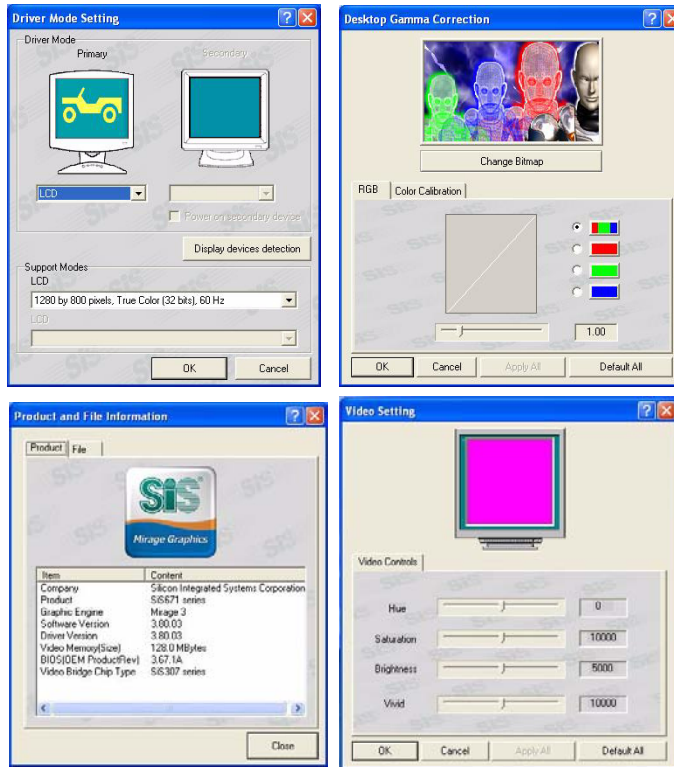 Driver Mode Setting
Driver Mode
Primary
Secondary
LCD
Power on secondary device
Display devices detection
Support Modes
LCD
1280 by 800 pixels, True Color (32 bits), 60 Hz
LCD
OK
Cancel
Desktop Gamma Correction
Change Bitmap
RGB
Color Calibration
1.00
OK
Cancel
Apply All
Default All
Product and File Information
Product
File
SiS
Mirage Graphics
Item
Content
Company
Silicon Integrated Systems Corporation
Product
SiS671 series
Graphic Engine
Mirage 3
Software Version
3.80.03
Driver Version
3.80.03
Video Memory(Size)
128.0 MBytes
BIOS(OEM ProductRev)
3.67.1A
Video Bridge Chip Type
SiS307 series
Close
Video Setting
Video Controls
Hue
0
Saturation
10000
Brightness
5000
Vivid
10000
OK
Cancel
Apply All
Default All